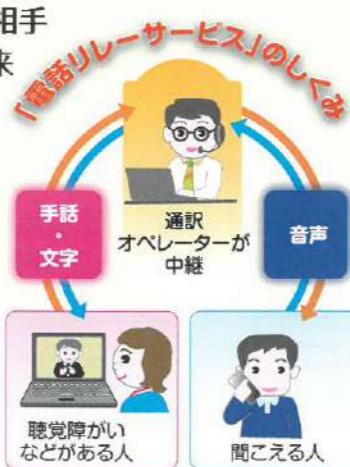 相手
来
「電話リレーサービス」のしくみ
通訳
オペレーターが
中継
手話
・
文字
音声
聴覚障がい
などがある人
聞こえる人